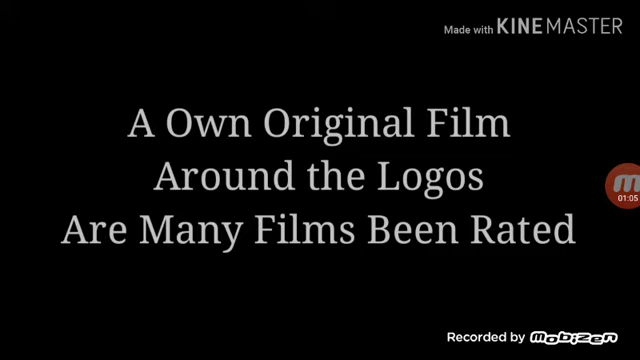 Made with KINEMASTER
A Own Original Film
Around the Logos
Are Many Films Been Rated
01:05
Recorded by mobizen